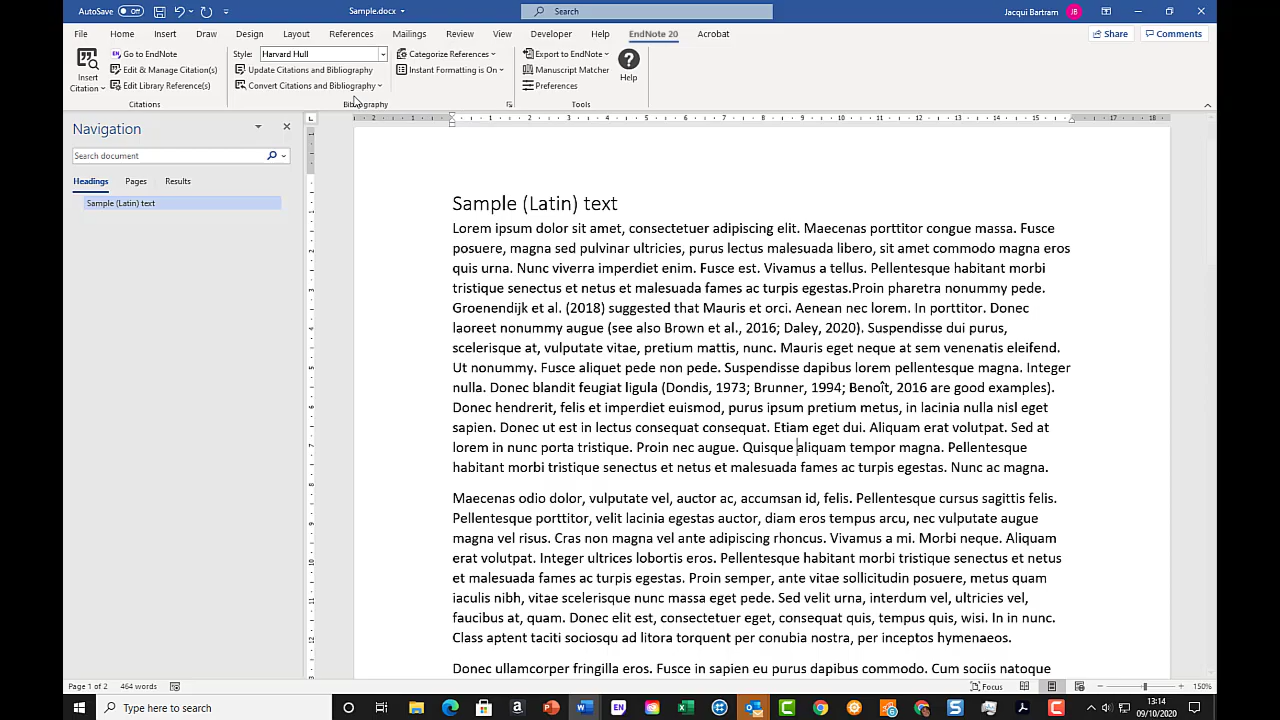 AutoSave Off Sample.docx Search Jacqui Bartram JB
File Home Insert Draw Design Layout References Mailings Review View Developer Help EndNote 20 Acrobat Share Comments
Insert Citation
Go to EndNote
Edit & Manage Citation(s)
Edit Library Reference(s)
Citations
Style: Harvard Hull
Update Citations and Bibliography
Convert Citations and Bibliography
Categorize References
Instant Formatting is On
Bibliography
Export to EndNote
Manuscript Matcher
Preferences
Help
Tools
Navigation
Search document
Headings Pages Results
Sample (Latin) text
2 1 1 2 3 4 5 6 7 8 9 10 11 12 13 14 15 17 18
Sample (Latin) text
Lorem ipsum dolor sit amet, consectetuer adipiscing elit. Maecenas porttitor congue massa. Fusce
posuere, magna sed pulvinar ultricies, purus lectus malesuada libero, sit amet commodo magna eros
quis urna. Nunc viverra imperdiet enim. Fusce est. Vivamus a tellus. Pellentesque habitant morbi
tristique senectus et netus et malesuada fames ac turpis egestas.Proin pharetra nonummy pede.
Groenendijk et al. (2018) suggested that Mauris et orci. Aenean nec lorem. In porttitor. Donec
laoreet nonummy augue (see also Brown et al., 2016; Daley, 2020). Suspendisse dui purus,
scelerisque at, vulputate vitae, pretium mattis, nunc. Mauris eget neque at sem venenatis eleifend.
Ut nonummy. Fusce aliquet pede non pede. Suspendisse dapibus lorem pellentesque magna. Integer
nulla. Donec blandit feugiat ligula (Dondis, 1973; Brunner, 1994; Benoît, 2016 are good examples).
Donec hendrerit, felis et imperdiet euismod, purus ipsum pretium metus, in lacinia nulla nisl eget
sapien. Donec ut est in lectus consequat consequat. Etiam eget dui. Aliquam erat volutpat. Sed at
lorem in nunc porta tristique. Proin nec augue. Quisque aliquam tempor magna. Pellentesque
habitant morbi tristique senectus et netus et malesuada fames ac turpis egestas. Nunc ac magna.
Maecenas odio dolor, vulputate vel, auctor ac, accumsan id, felis. Pellentesque cursus sagittis felis.
Pellentesque porttitor, velit lacinia egestas auctor, diam eros tempus arcu, nec vulputate augue
magna vel risus. Cras non magna vel ante adipiscing rhoncus. Vivamus a mi. Morbi neque. Aliquam
erat volutpat. Integer ultrices lobortis eros. Pellentesque habitant morbi tristique senectus et netus
et malesuada fames ac turpis egestas. Proin semper, ante vitae sollicitudin posuere, metus quam
iaculis nibh, vitae scelerisque nunc massa eget pede. Sed velit urna, interdum vel, ultricies vel,
faucibus at, quam. Donec elit est, consectetuer eget, consequat quis, tempus quis, wisi. In in nunc.
Class aptent taciti sociosqu ad litora torquent per conubia nostra, per inceptos hymenaeos.
Donec ullamcorper fringilla eros. Fusce in sapien eu purus dapibus commodo. Cum sociis natoque
Page 1 of 2 464 words Focus 150%
Type here to search
13:14
09/10/2020